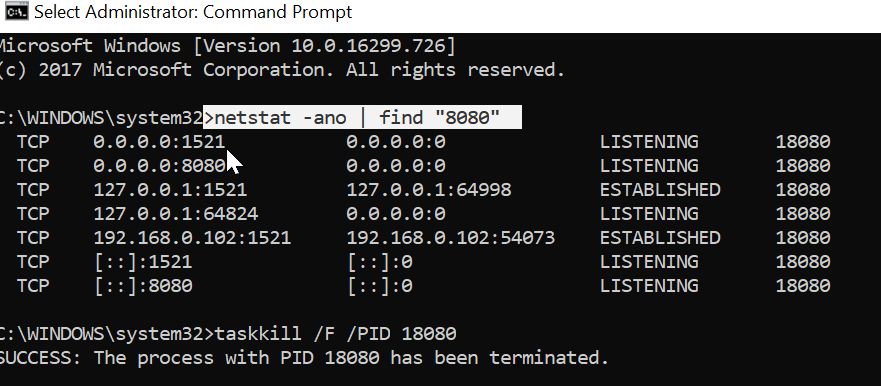 Select Administrator: Command Prompt
Microsoft Windows [Version 10.0.16299.726]
(c) 2017 Microsoft Corporation. All rights reserved.
C:\WINDOWS\system32>netstat -ano | find "8080"
TCP 0.0.0.0:1521 0.0.0.0:0 LISTENING 18080
TCP 0.0.0.0:8080 0.0.0.0:0 LISTENING 18080
TCP 127.0.0.1:1521 127.0.0.1:64998 ESTABLISHED 18080
TCP 127.0.0.1:64824 0.0.0.0:0 LISTENING 18080
TCP 192.168.0.102:1521 192.168.0.102:54073 ESTABLISHED 18080
TCP [::]:1521 [::]:0 LISTENING 18080
TCP [::]:8080 [::]:0 LISTENING 18080
C:\WINDOWS\system32>taskkill /F /PID 18080
SUCCESS: The process with PID 18080 has been terminated.